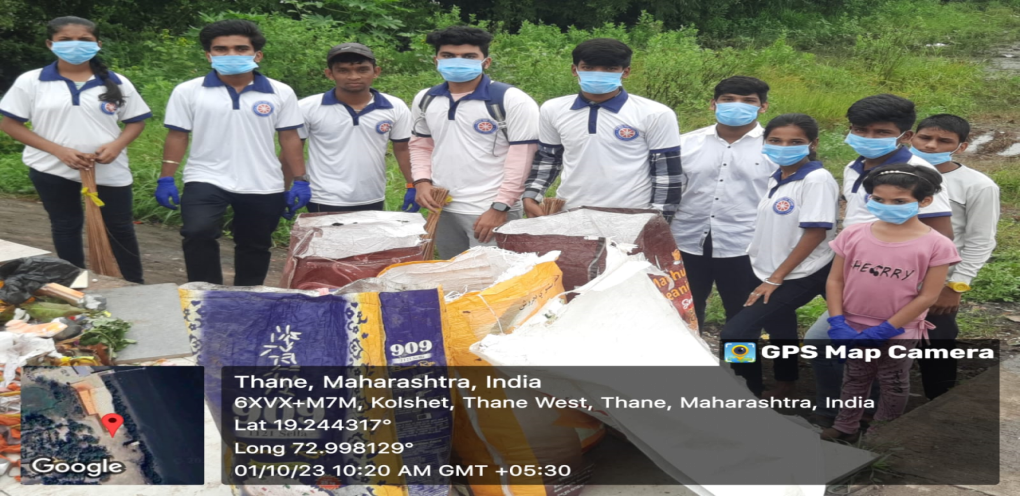 909
GPS Map Camera
Thane, Maharashtra, India
6XVX+M7M, Kolshet, Thane West, Thane, Maharashtra, India
Lat 19.244317°
Long 72.998129°
01/10/23 10:20 AM GMT +05:30
Google